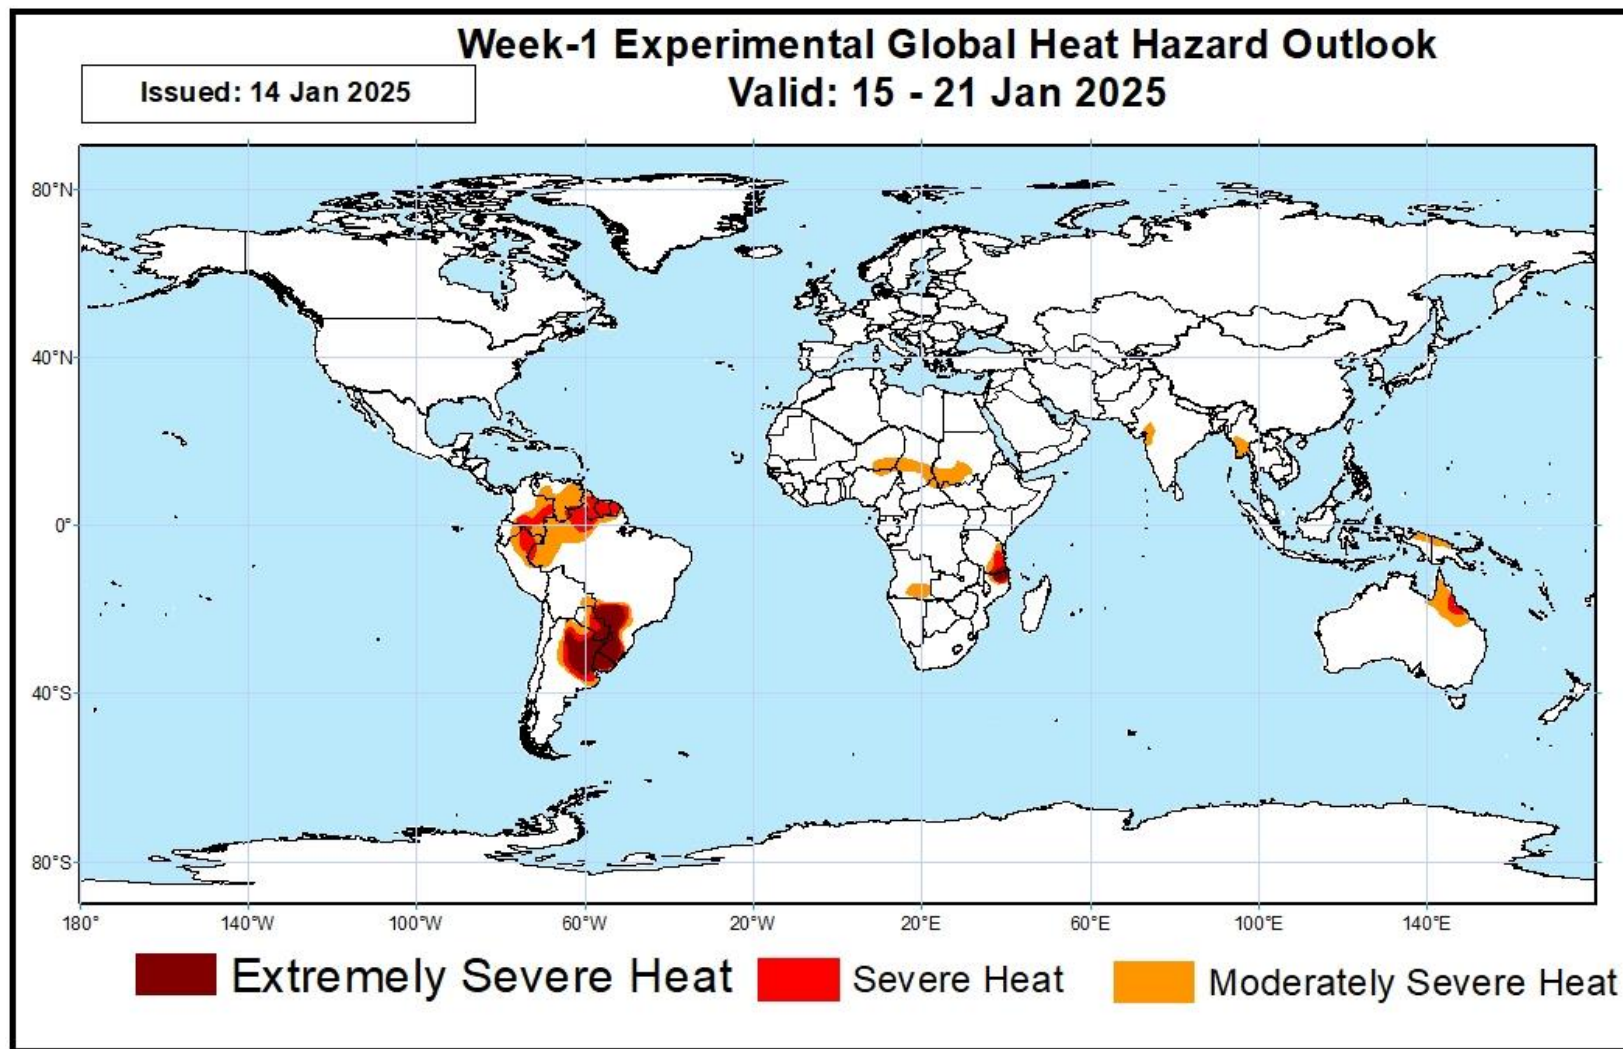 Week-1 Experimental Global Heat Hazard Outlook
Issued: 14 Jan 2025
Valid: 15 - 21 Jan 2025
80°N
40°N
0°
40°S
80°S
180°
140°W
100°W
60°W
20°W
20°E
60°E
100°E
140°E
Extremely Severe Heat
Severe Heat
Moderately Severe Heat